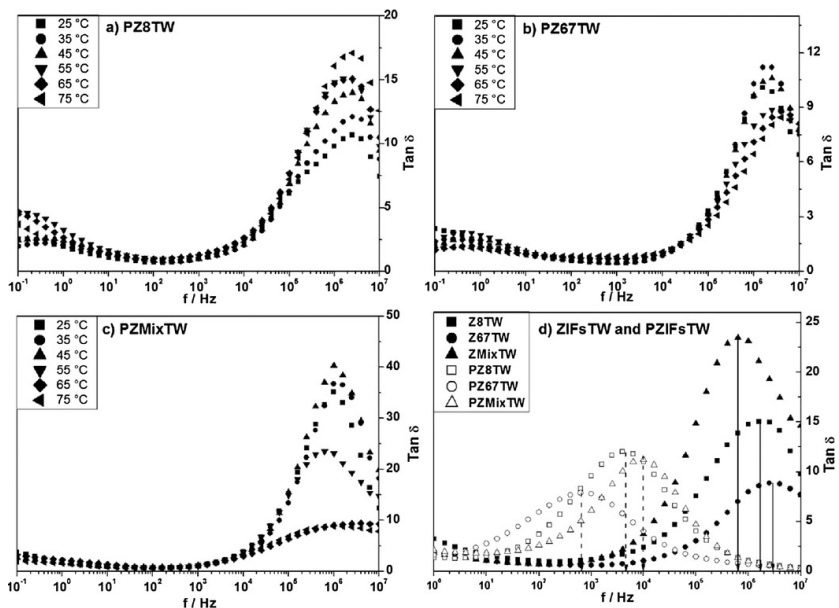 a) PZ8TW
25 °C
35 °C
45 °C
55 °C
65 °C
75 °C
20
15
10
5
0
Tan δ
10⁻¹ 10⁰ 10¹ 10² 10³ 10⁴ 10⁵ 10⁶ 10⁷
f / Hz
b) PZ67TW
25 °C
35 °C
45 °C
55 °C
65 °C
75 °C
12
9
6
3
0
Tan δ
10⁻¹ 10⁰ 10¹ 10² 10³ 10⁴ 10⁵ 10⁶ 10⁷
f / Hz
c) PZMixTW
25 °C
35 °C
45 °C
55 °C
65 °C
75 °C
50
40
30
20
10
0
Tan δ
10⁻¹ 10⁰ 10¹ 10² 10³ 10⁴ 10⁵ 10⁶ 10⁷
f / Hz
d) ZIFsTW and PZIFsTW
Z8TW
Z67TW
ZMixTW
PZ8TW
PZ67TW
PZMixTW
25
20
15
10
5
0
Tan δ
10⁰ 10¹ 10² 10³ 10⁴ 10⁵ 10⁶ 10⁷
f / Hz